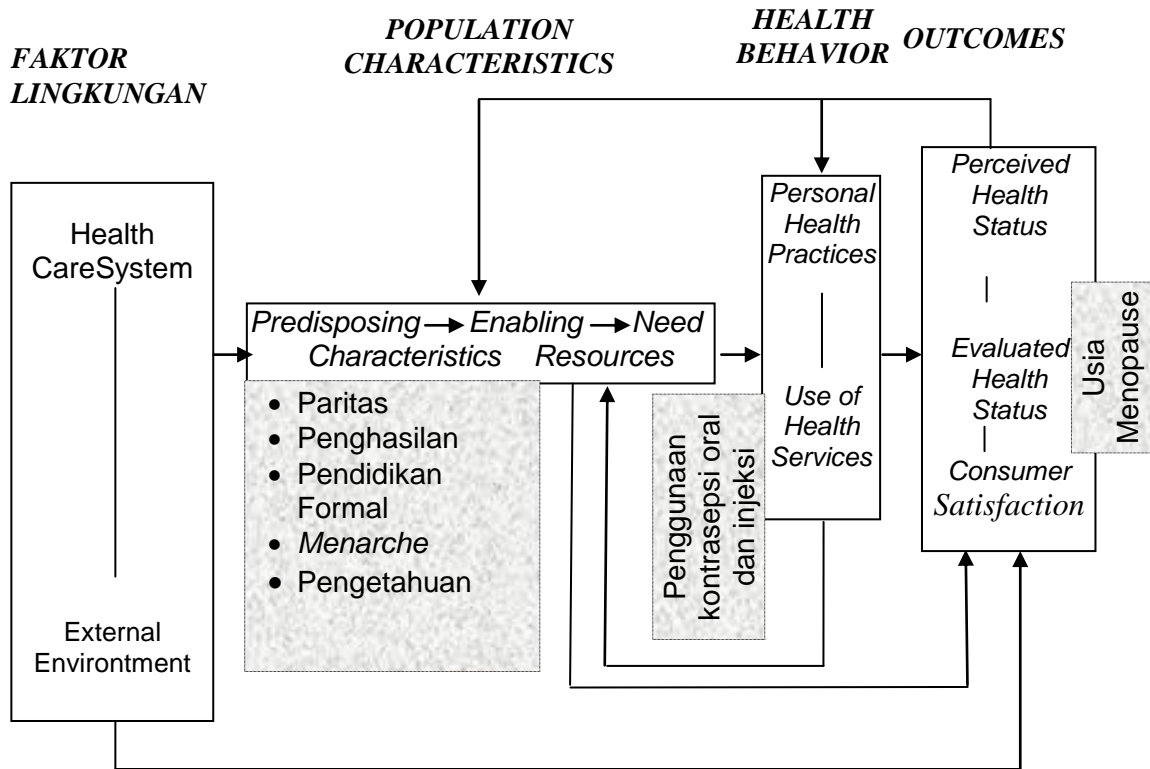 FAKTOR
LINGKUNGAN
POPULATION
CHARACTERISTICS
HEALTH
BEHAVIOR
OUTCOMES
Health
CareSystem
External
Environtment
Predisposing Enabling Need
Characteristics Resources
• Paritas
• Penghasilan
• Pendidikan
Formal
• Menarche
• Pengetahuan
Personal
Health
Practices
Use of
Health
Services
Penggunaan
kontrasepsi oral
dan injeksi
Perceived
Health
Status
Evaluated
Health
Status
Consumer
Satisfaction
Usia
Menopause